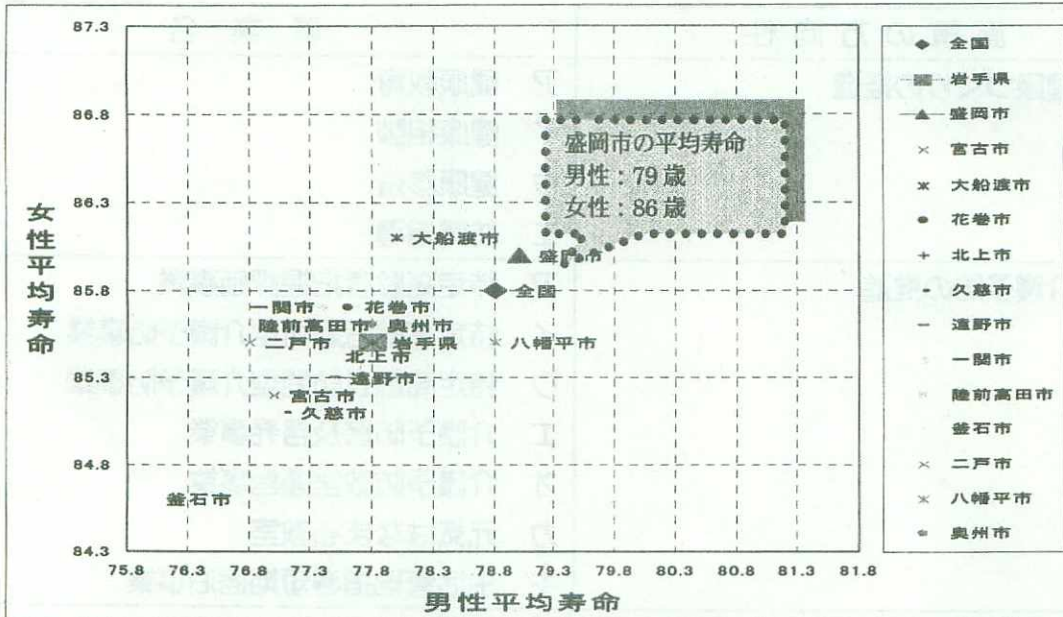 女性平均寿命
87.3
86.8
86.3
85.8
85.3
84.8
84.3
盛岡市の平均寿命
男性：79歳
女性：86歳
大船渡市
盛岡市
全国
一関市
花巻市
陸前高田市
奥州市
二戸市
岩手県
八幡平市
北上市
遠野市
宮古市
久慈市
釜石市
75.8 76.3 76.8 77.3 77.8 78.3 78.8 79.3 79.8 80.3 80.8 81.3 81.8
男性平均寿命
全国
岩手県
盛岡市
宮古市
大船渡市
花巻市
北上市
久慈市
遠野市
一関市
陸前高田市
釜石市
二戸市
八幡平市
奥州市